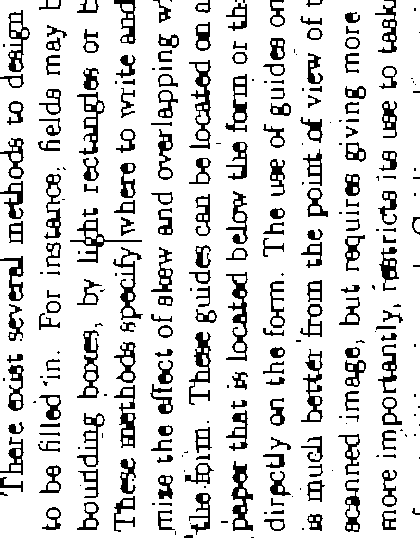 There exist several methods to design
to be filled in. For instance, fields may
bounding boxes, by light rectangles or
These methods specify where to write and
mize the effect of skew and overlapping
the form. These guides can be located on a
paper that is located below the form or
directly on the form. The use of guides on
is much better from the point of view of
scanned image, but requires giving more
more importantly, restricts its use to tasks